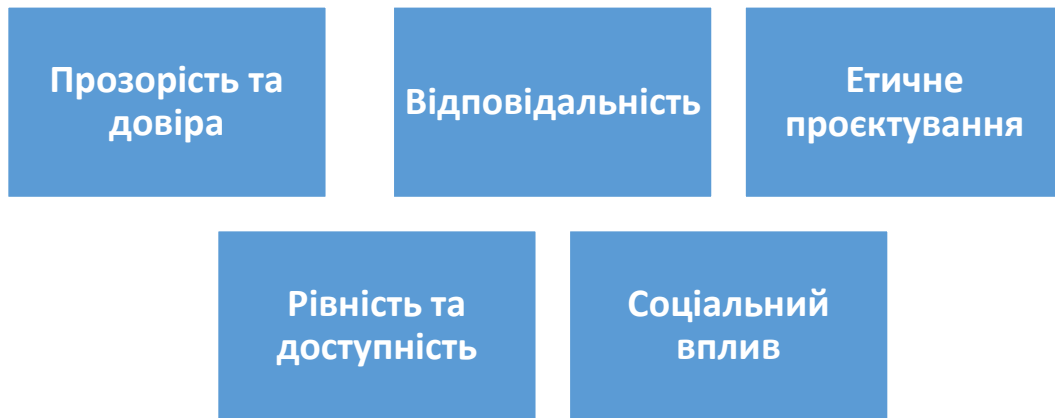 Прозорість та
довіра
Відповідальність
Етичне
проєктування
Рівність та
доступність
Соціальний
вплив